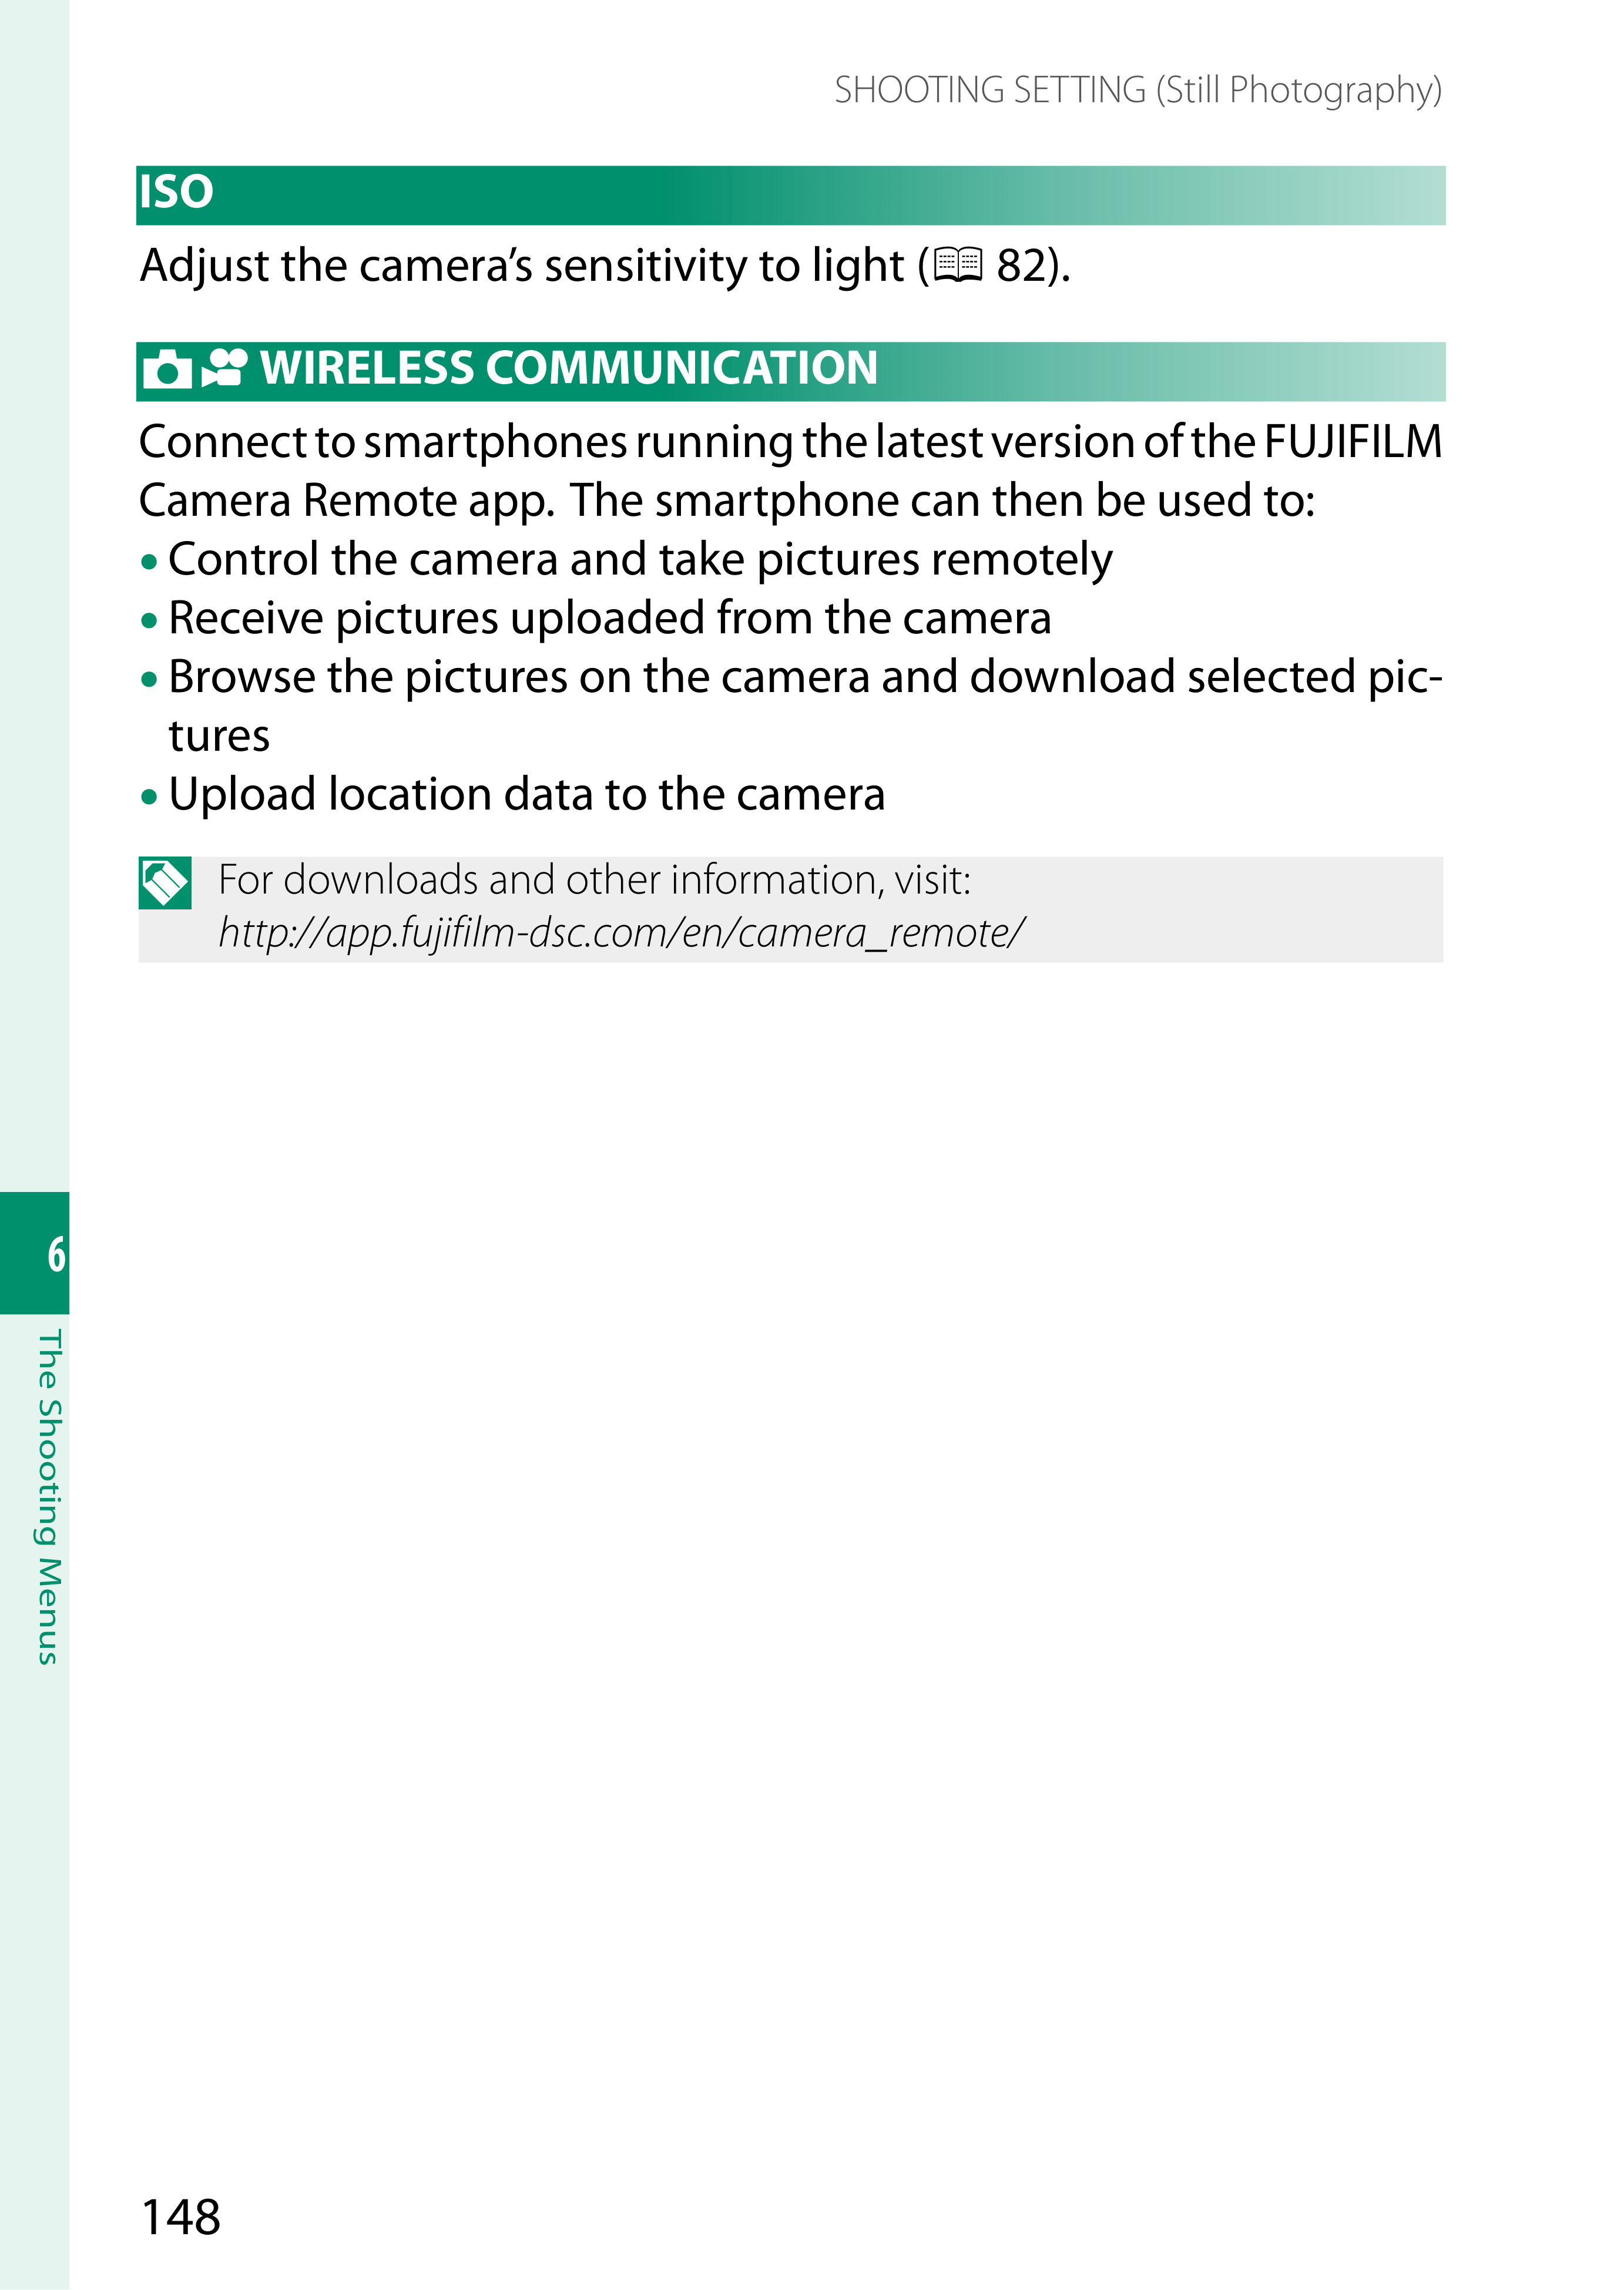 SHOOTING SETTING (Still Photography)
ISO
Adjust the camera’s sensitivity to light ( 82).
WIRELESS COMMUNICATION
Connect to smartphones running the latest version of the FUJIFILM
Camera Remote app. The smartphone can then be used to:
• Control the camera and take pictures remotely
• Receive pictures uploaded from the camera
• Browse the pictures on the camera and download selected pic-
tures
• Upload location data to the camera
For downloads and other information, visit:
http://app.fujifilm-dsc.com/en/camera_remote/
6
The Shooting Menus
148